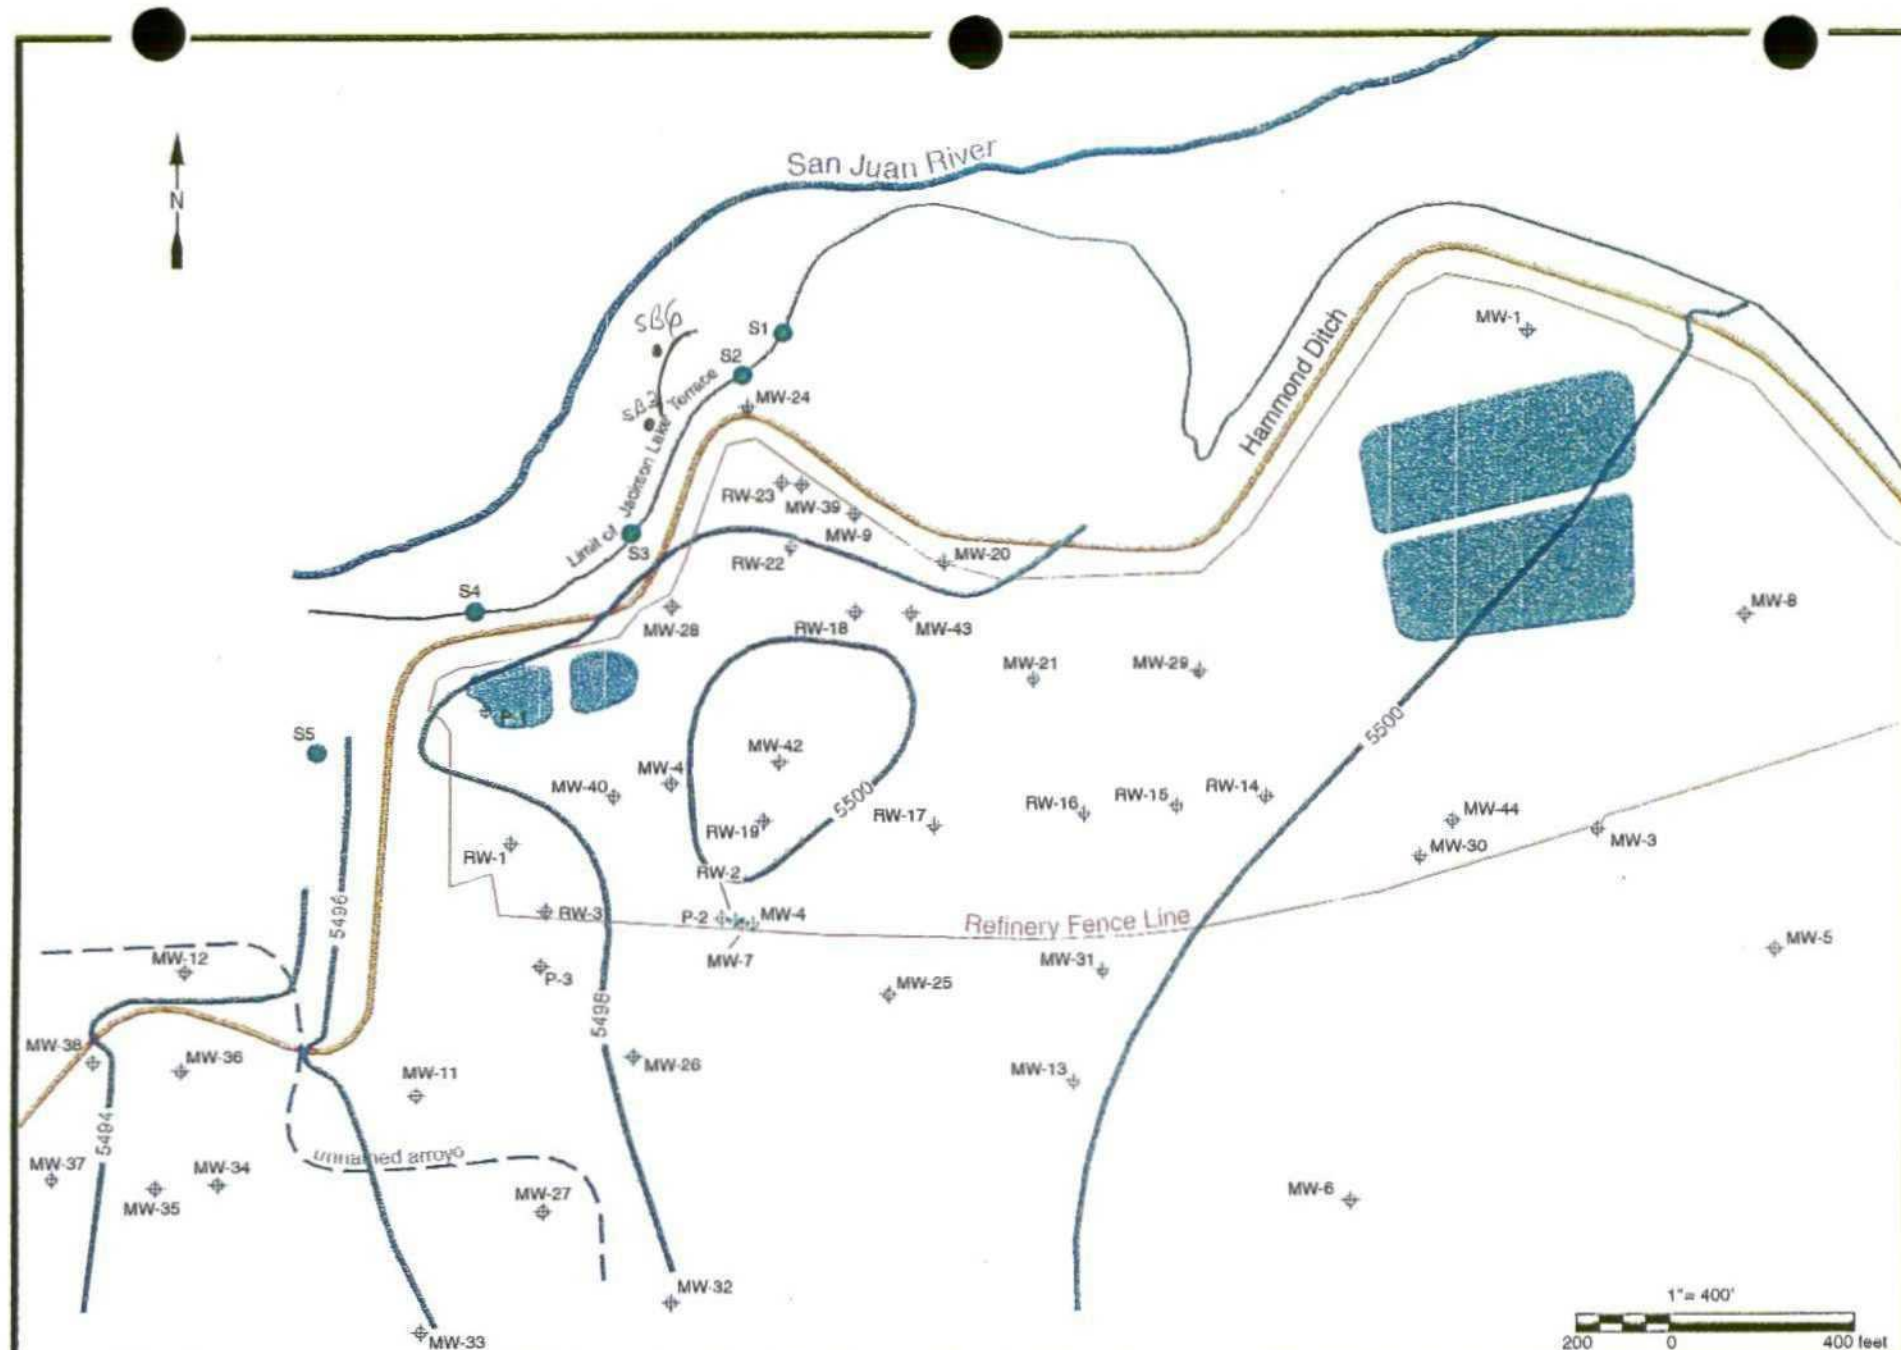 San Juan River
N
SB6
S1
MW-1
S2
SB2
Limit of Jackson Lake Terrace
MW-24
Hammond Ditch
RW-23
MW-39
MW-9
S3
RW-22
MW-20
S4
MW-28
RW-18
MW-43
MW-8
MW-21
MW-29
P-1
S5
5500
MW-42
MW-4
MW-40
5500
RW-19
RW-17
RW-16
RW-15
RW-14
MW-44
MW-3
RW-1
MW-30
RW-2
5496
RW-3
P-2
MW-4
Refinery Fence Line
MW-5
MW-12
P-3
MW-7
MW-31
MW-25
5498
MW-38
MW-36
MW-11
MW-26
MW-13
5494
unnamed arroyo
MW-37
MW-34
MW-35
MW-27
MW-6
MW-32
1"= 400'
MW-33
200 0 400 feet